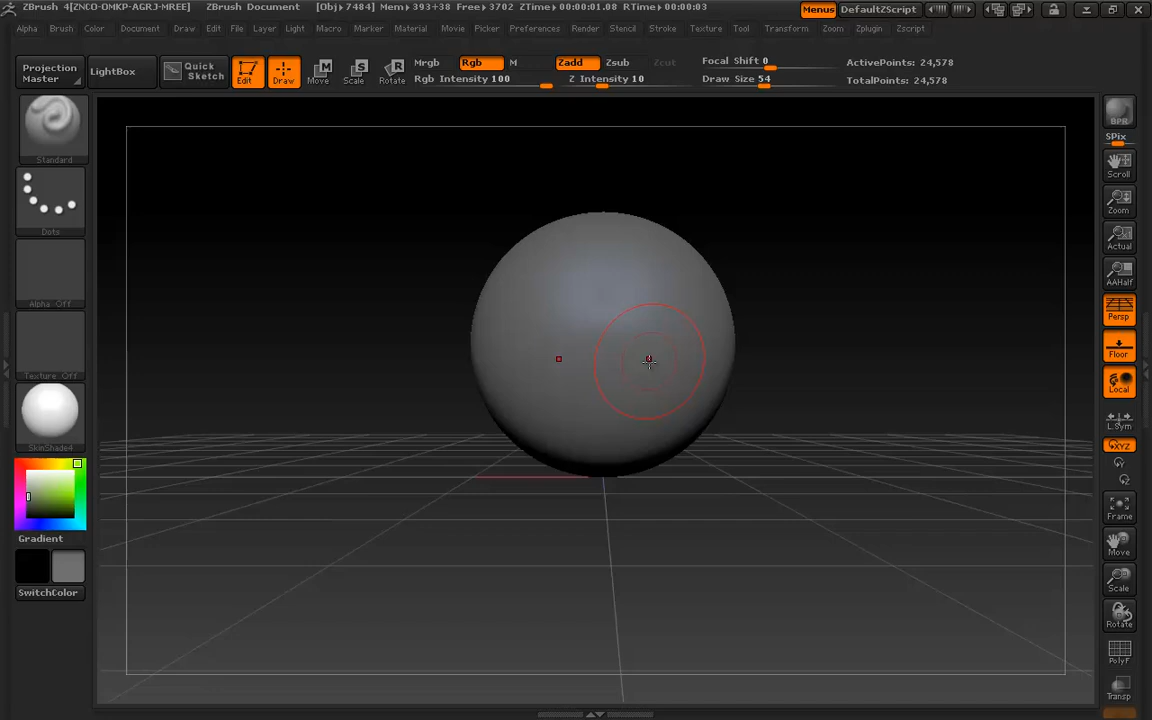 ZBrush 4[ZNCO-OMKP-AGRJ-MREE] ZBrush Document [Obj>7484] Mem>393+38 Free>3702 ZTime>00:00:01.08 RTime>00:00:03 Menus DefaultZScript
Alpha Brush Color Document Draw Edit File Layer Light Macro Marker Material Movie Picker Preferences Render Stencil Stroke Texture Tool Transform Zoom Zplugin Zscript
Projection Master
LightBox
Quick Sketch
Edit Draw Move Scale Rotate
Mrgb Rgb M
Rgb Intensity 100
Zadd Zsub Zcut
Z Intensity 10
Focal Shift 0
Draw Size 54
ActivePoints: 24,578
TotalPoints: 24,578
Standard
Dots
Alpha Off
Texture Off
SkinShade4
Gradient
SwitchColor
BPR
SPix
Scroll
Zoom
Actual
AAHalf
Persp
Floor
Local
L.Sym
XYZ
Y
Z
Frame
Move
Scale
Rotate
PolyF
Transp